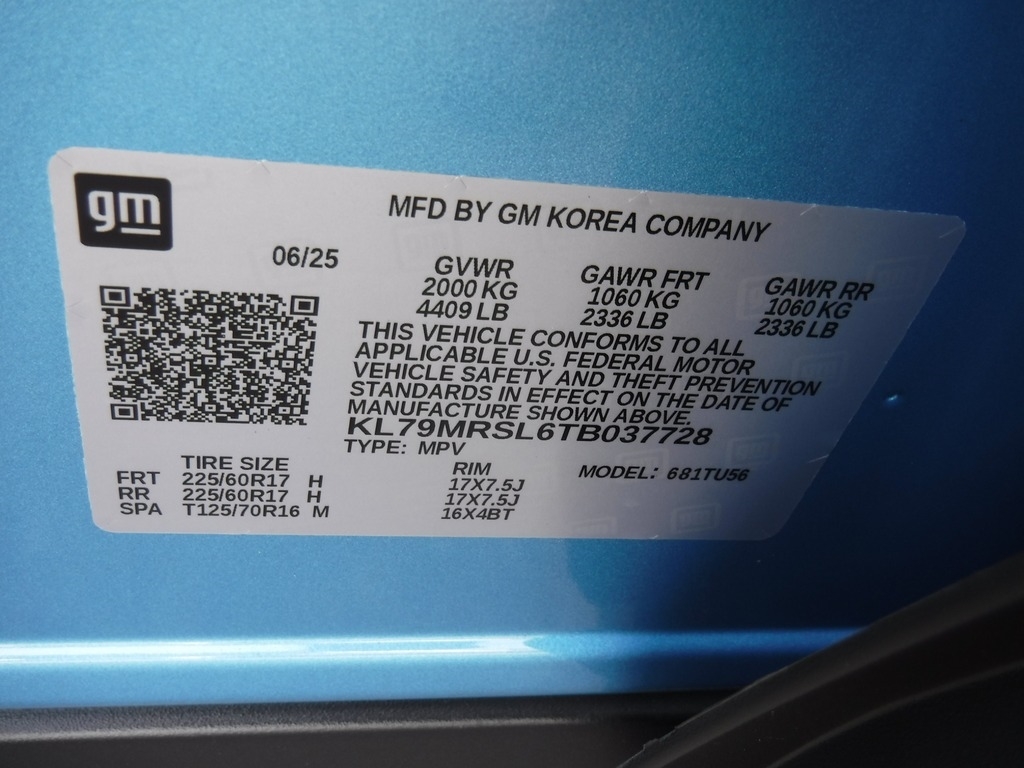 gm
MFD BY GM KOREA COMPANY
06/25
GVWR
2000 KG
4409 LB
GAWR FRT
1060 KG
2336 LB
GAWR RR
1060 KG
2336 LB
THIS VEHICLE CONFORMS TO ALL
APPLICABLE U.S. FEDERAL MOTOR
VEHICLE SAFETY AND THEFT PREVENTION
STANDARDS IN EFFECT ON THE DATE OF
MANUFACTURE SHOWN ABOVE.
KL79MRSL6TB037728
TYPE: MPV
MODEL: 681TU56
TIRE SIZE
RIM
FRT 225/60R17 H 17X7.5J
RR 225/60R17 H 17X7.5J
SPA T125/70R16 M 16X4BT